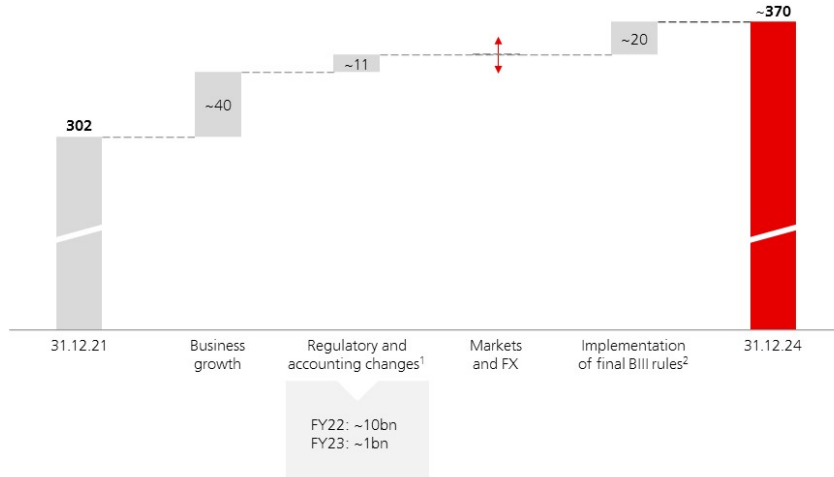 ~370
~20
~11
~40
302
31.12.21
Business
growth
Regulatory and
accounting changes¹
Markets
and FX
Implementation
of final BIII rules²
31.12.24
FY22: ~10bn
FY23: ~1bn